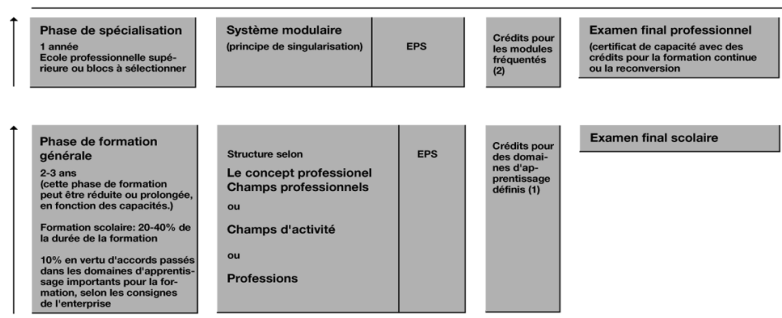 Phase de spécialisation
1 année
Ecole professionnelle supé-
rieure ou blocs à sélectionner
Système modulaire
(principe de singularisation)
EPS
Crédits pour
les modules
fréquentés
(2)
Examen final professionnel
(certificat de capacité avec des
crédits pour la formation continue
ou la reconversion
Phase de formation
générale
2-3 ans
(cette phase de formation
peut être réduite ou prolongée,
en fonction des capacités.)
Formation scolaire: 20-40% de
la durée de la formation
10% en vertu d'accords passés
dans les domaines d'apprentis-
sage importants pour la for-
mation, selon les consignes
de l'enterprise
Structure selon
Le concept professionel
Champs professionnels
ou
Champs d'activité
ou
Professions
EPS
Crédits pour
des domai-
nes d'ap-
prentissage
définis (1)
Examen final scolaire